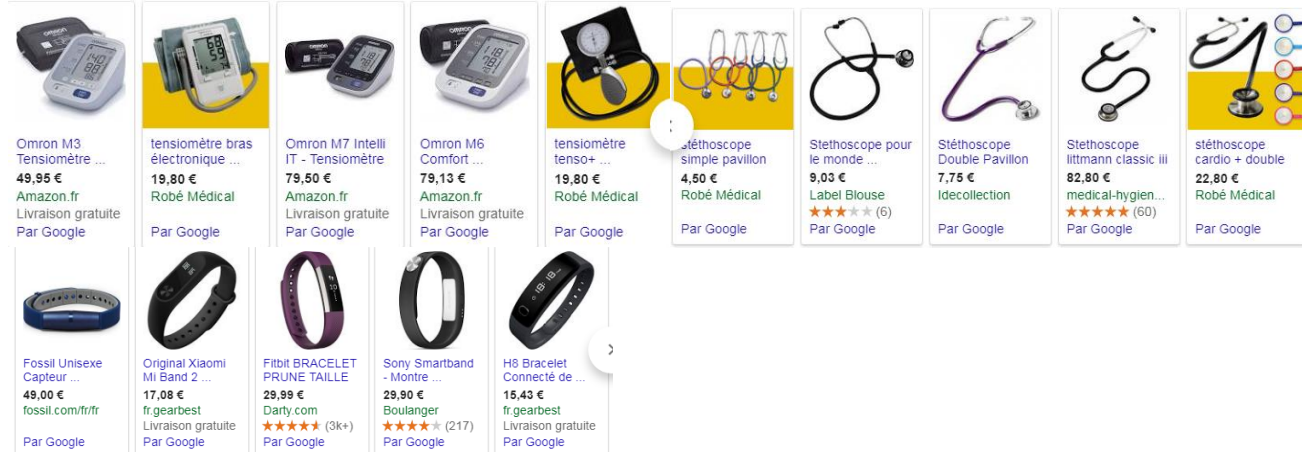 Omron M3
Tensiomètre ...
49,95 €
Amazon.fr
Livraison gratuite
Par Google
tensiomètre bras
électronique ...
19,80 €
Robé Médical
Par Google
Omron M7 Intelli
IT - Tensiomètre
79,50 €
Amazon.fr
Livraison gratuite
Par Google
Omron M6
Comfort ...
79,13 €
Amazon.fr
Livraison gratuite
Par Google
tensiomètre
tenso+ ...
19,80 €
Robé Médical
Par Google
stéthoscope
simple pavillon
4,50 €
Robé Médical
Par Google
Stethoscope pour
le monde ...
9,03 €
Label Blouse
(6)
Par Google
Stéthoscope
Double Pavillon
7,75 €
Idecollection
Par Google
Stethoscope
littmann classic iii
82,80 €
medical-hygien...
(60)
Par Google
stéthoscope
cardio + double
22,80 €
Robé Médical
Par Google
Fossil Unisexe
Capteur ...
49,00 €
fossil.com/fr/fr
Par Google
Original Xiaomi
Mi Band 2 ...
17,08 €
fr.gearbest
Livraison gratuite
Par Google
Fitbit BRACELET
PRUNE TAILLE
29,99 €
Darty.com
(3k+)
Par Google
Sony Smartband
- Montre ...
29,90 €
Boulanger
(217)
Par Google
H8 Bracelet
Connecté de ...
15,43 €
fr.gearbest
Livraison gratuite
Par Google